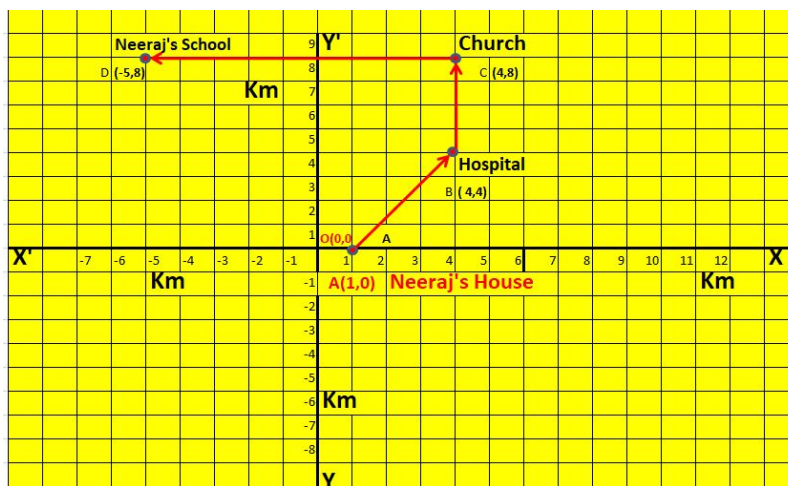 Neeraj's School
9
Y'
Church
D (-5,8)
8
C (4,8)
Km
7
6
5
4
Hospital
3
B ( 4,4)
2
1
O(0,0
A
X'
-7 -6 -5 -4 -3 -2 -1 1 2 3 4 5 6 7 8 9 10 11 12
X
Km
-1
A(1,0) Neeraj's House
Km
-2
-3
-4
-5
-6
Km
-7
-8
Y